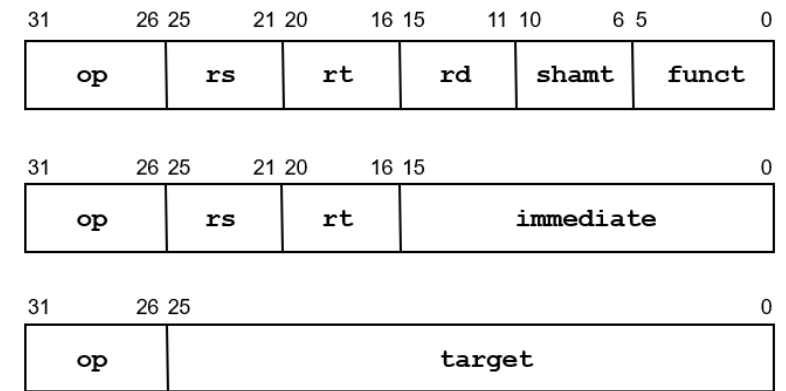 31 26 25 21 20 16 15 11 10 6 5 0
op rs rt rd shamt funct
31 26 25 21 20 16 15 0
op rs rt immediate
31 26 25 0
op target